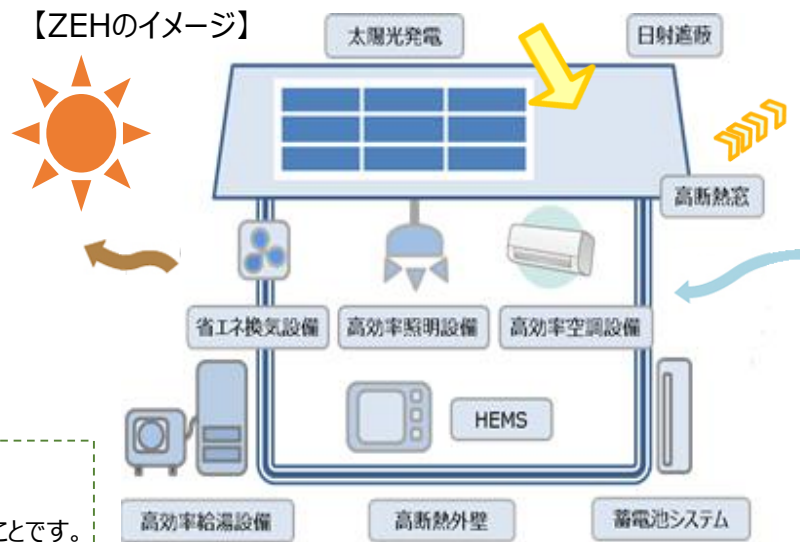 【ZEHのイメージ】
太陽光発電
日射遮蔽
高断熱窓
省エネ換気設備
高効率照明設備
高効率空調設備
HEMS
高効率給湯設備
高断熱外壁
蓄電池システム
ことです。